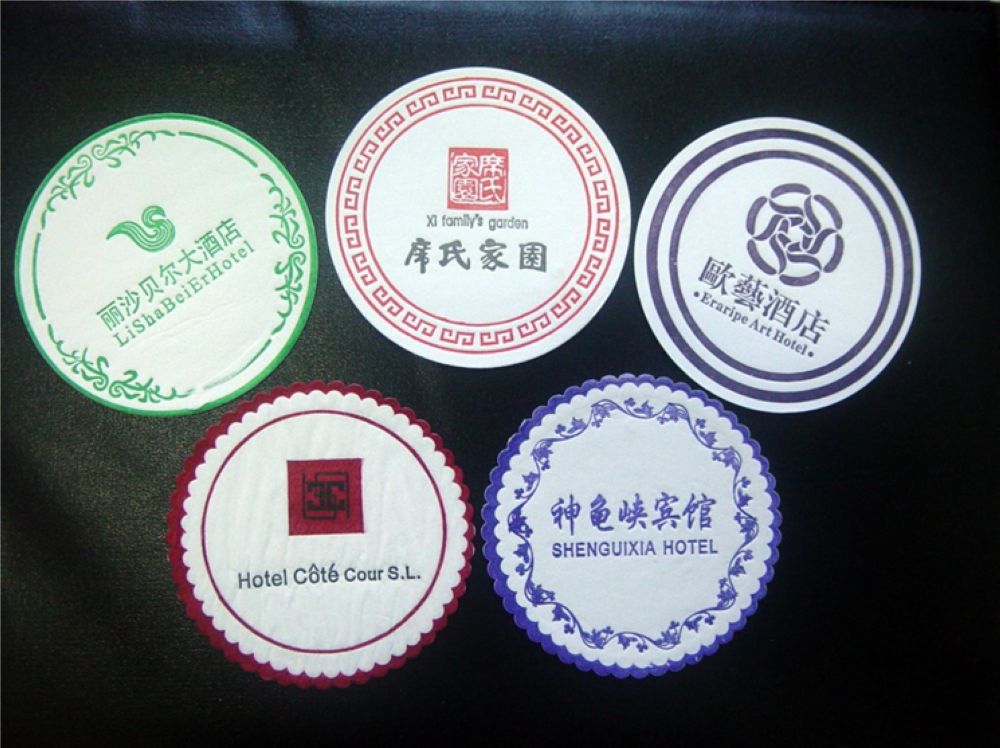 丽沙贝尔大酒店
LiShaBeiErHotel
席氏家園
Xi family's garden
席氏家園
歐藝酒店
•Eraripe Art Hotel•
Hotel Côté Cour S.L.
神龟峡宾馆
SHENGUIXIA HOTEL